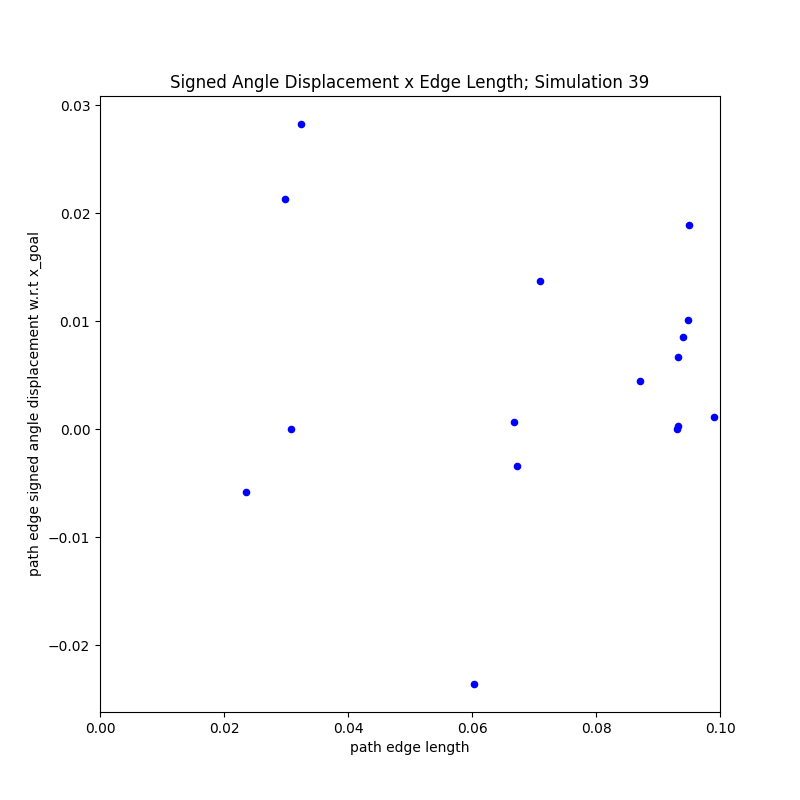 Signed Angle Displacement x Edge Length; Simulation 39
path edge signed angle displacement w.r.t x_goal
0.03
0.02
0.01
0.00
−0.01
−0.02
0.00 0.02 0.04 0.06 0.08 0.10
path edge length